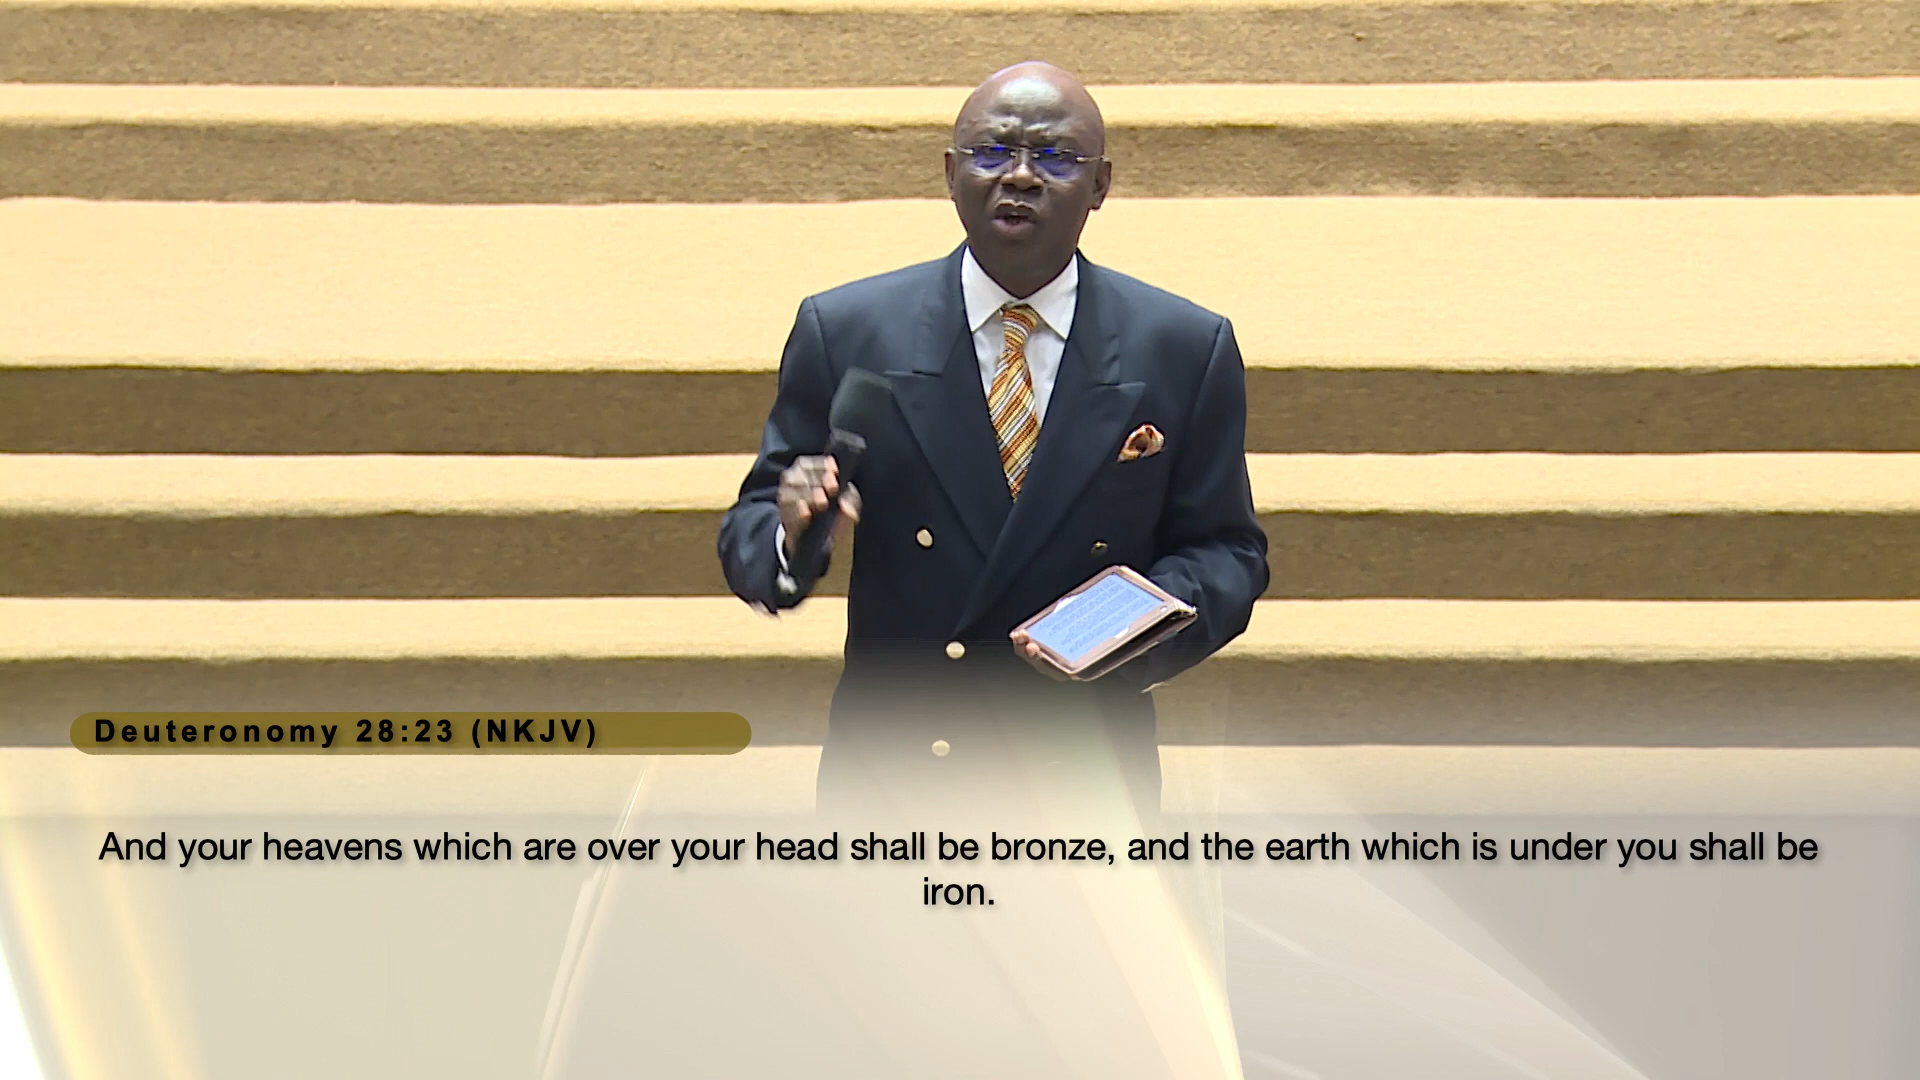 Deuteronomy 28:23 (NKJV)
And your heavens which are over your head shall be bronze, and the earth which is under you shall be
iron.